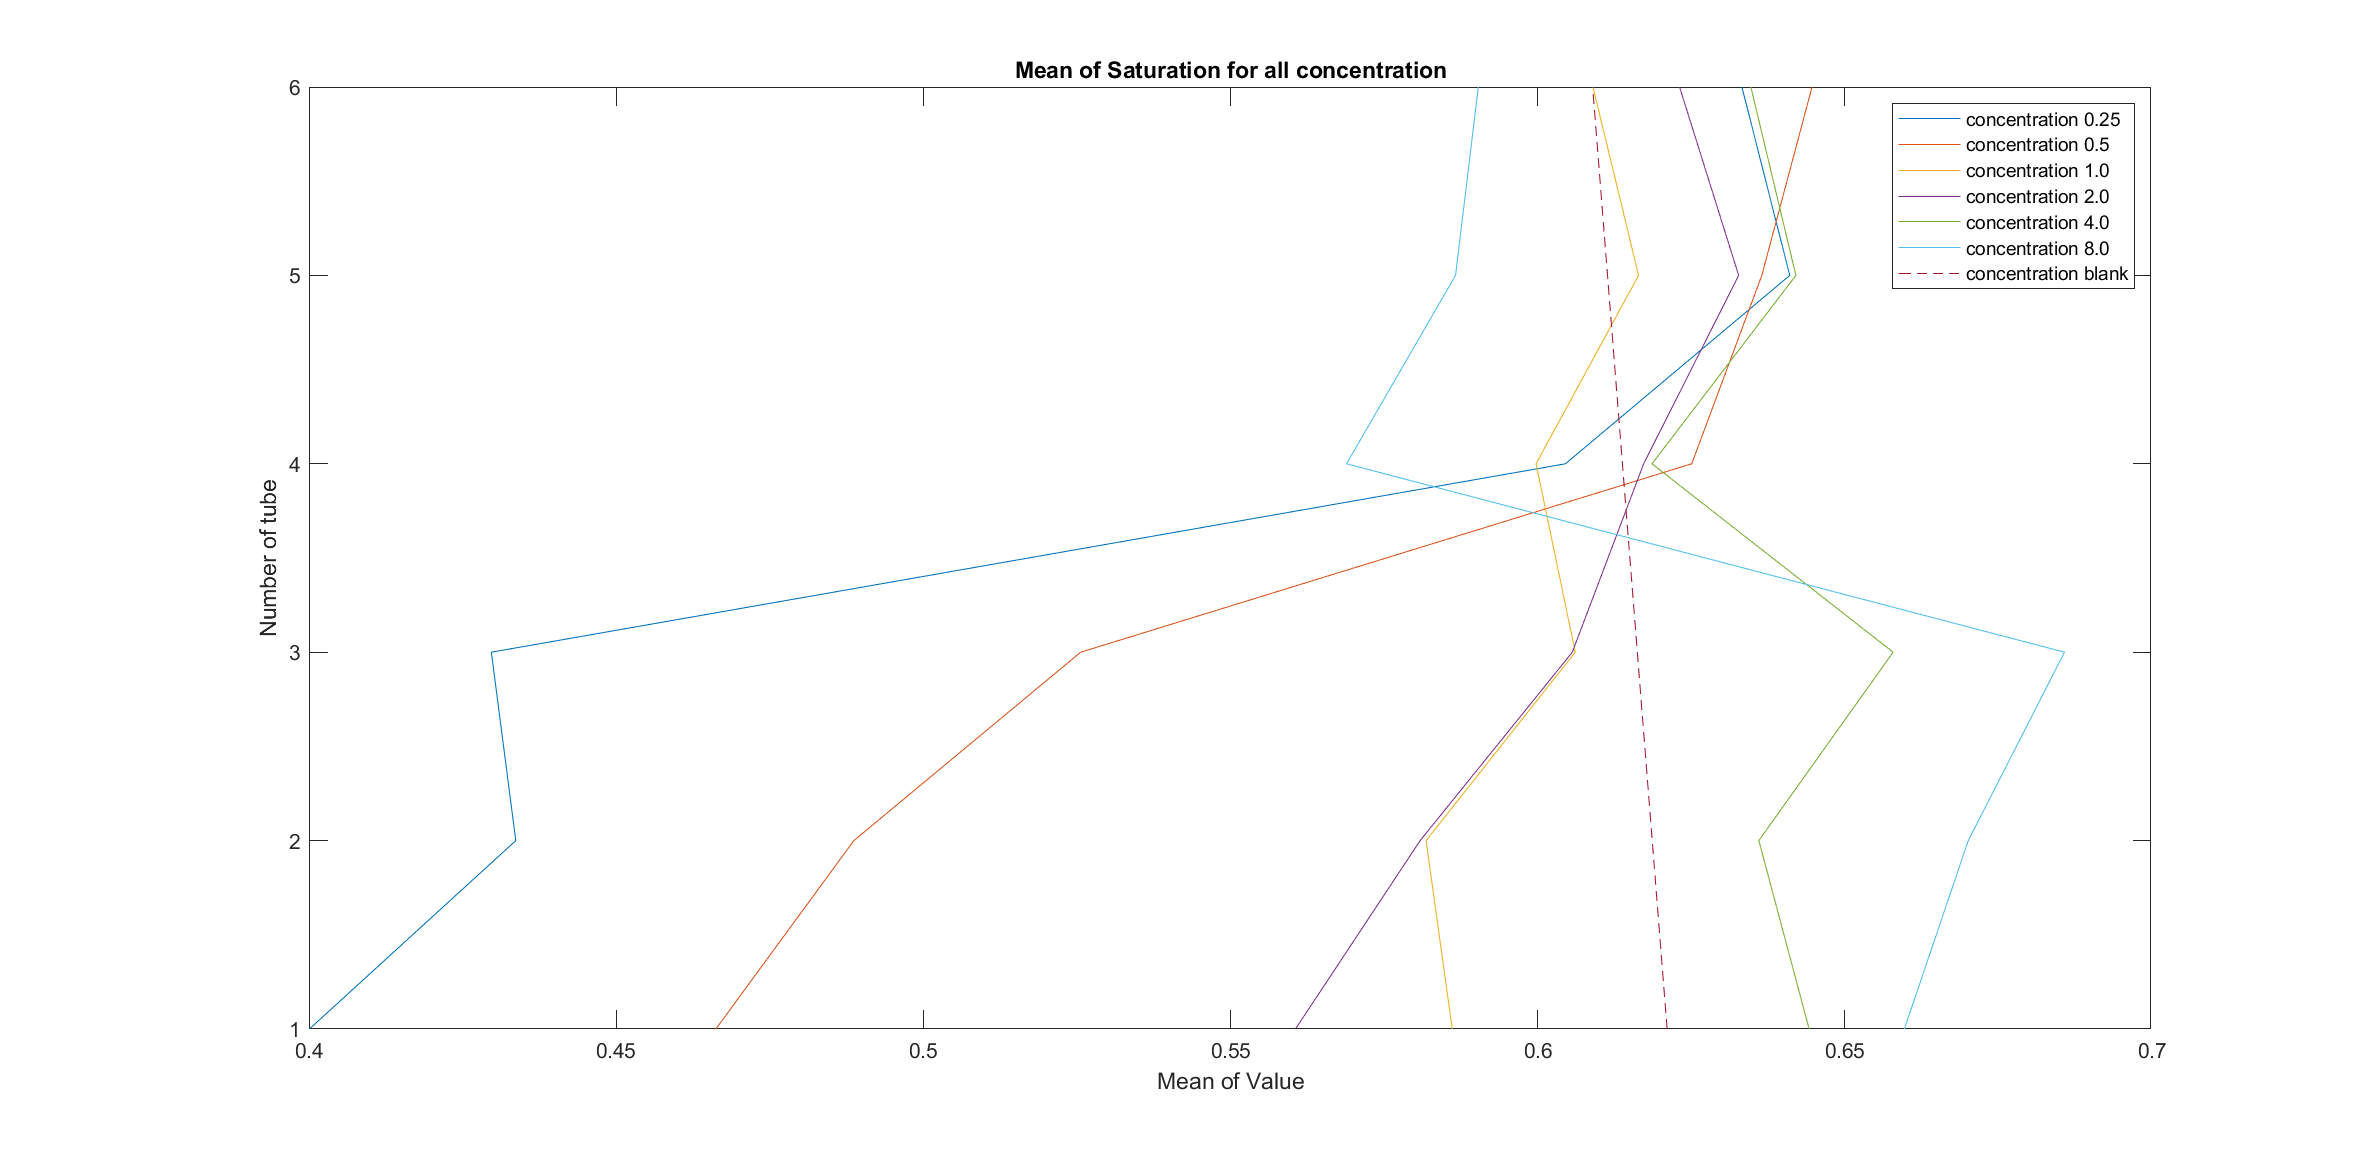 Mean of Saturation for all concentration
6
5
4
3
2
1
Number of tube
concentration 0.25
concentration 0.5
concentration 1.0
concentration 2.0
concentration 4.0
concentration 8.0
concentration blank
0.4 0.45 0.5 0.55 0.6 0.65 0.7
Mean of Value